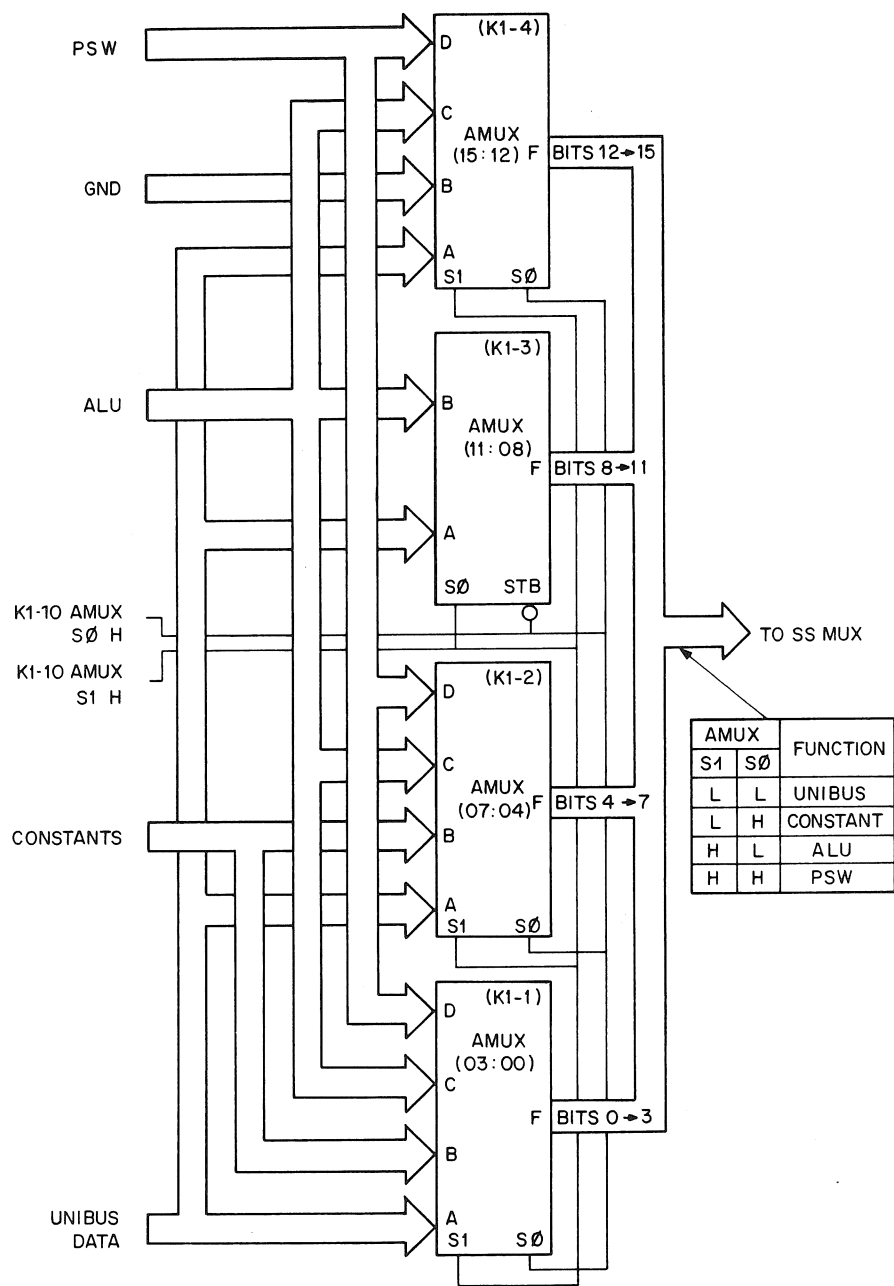 PSW
GND
ALU
K1-10 AMUX
SØ H
K1-10 AMUX
S1 H
CONSTANTS
UNIBUS
DATA
(K1-4)
D
C
AMUX
(15:12)
F
BITS 12→15
B
A
S1
SØ
(K1-3)
B
AMUX
(11:08)
F
BITS 8→11
A
SØ
STB
(K1-2)
D
C
AMUX
(07:04)
F
BITS 4→7
B
A
S1
SØ
(K1-1)
D
AMUX
(03:00)
C
F
BITS 0→3
B
A
S1
SØ
TO SS MUX
AMUX
FUNCTION
S1 SØ
L L UNIBUS
L H CONSTANT
H L ALU
H H PSW